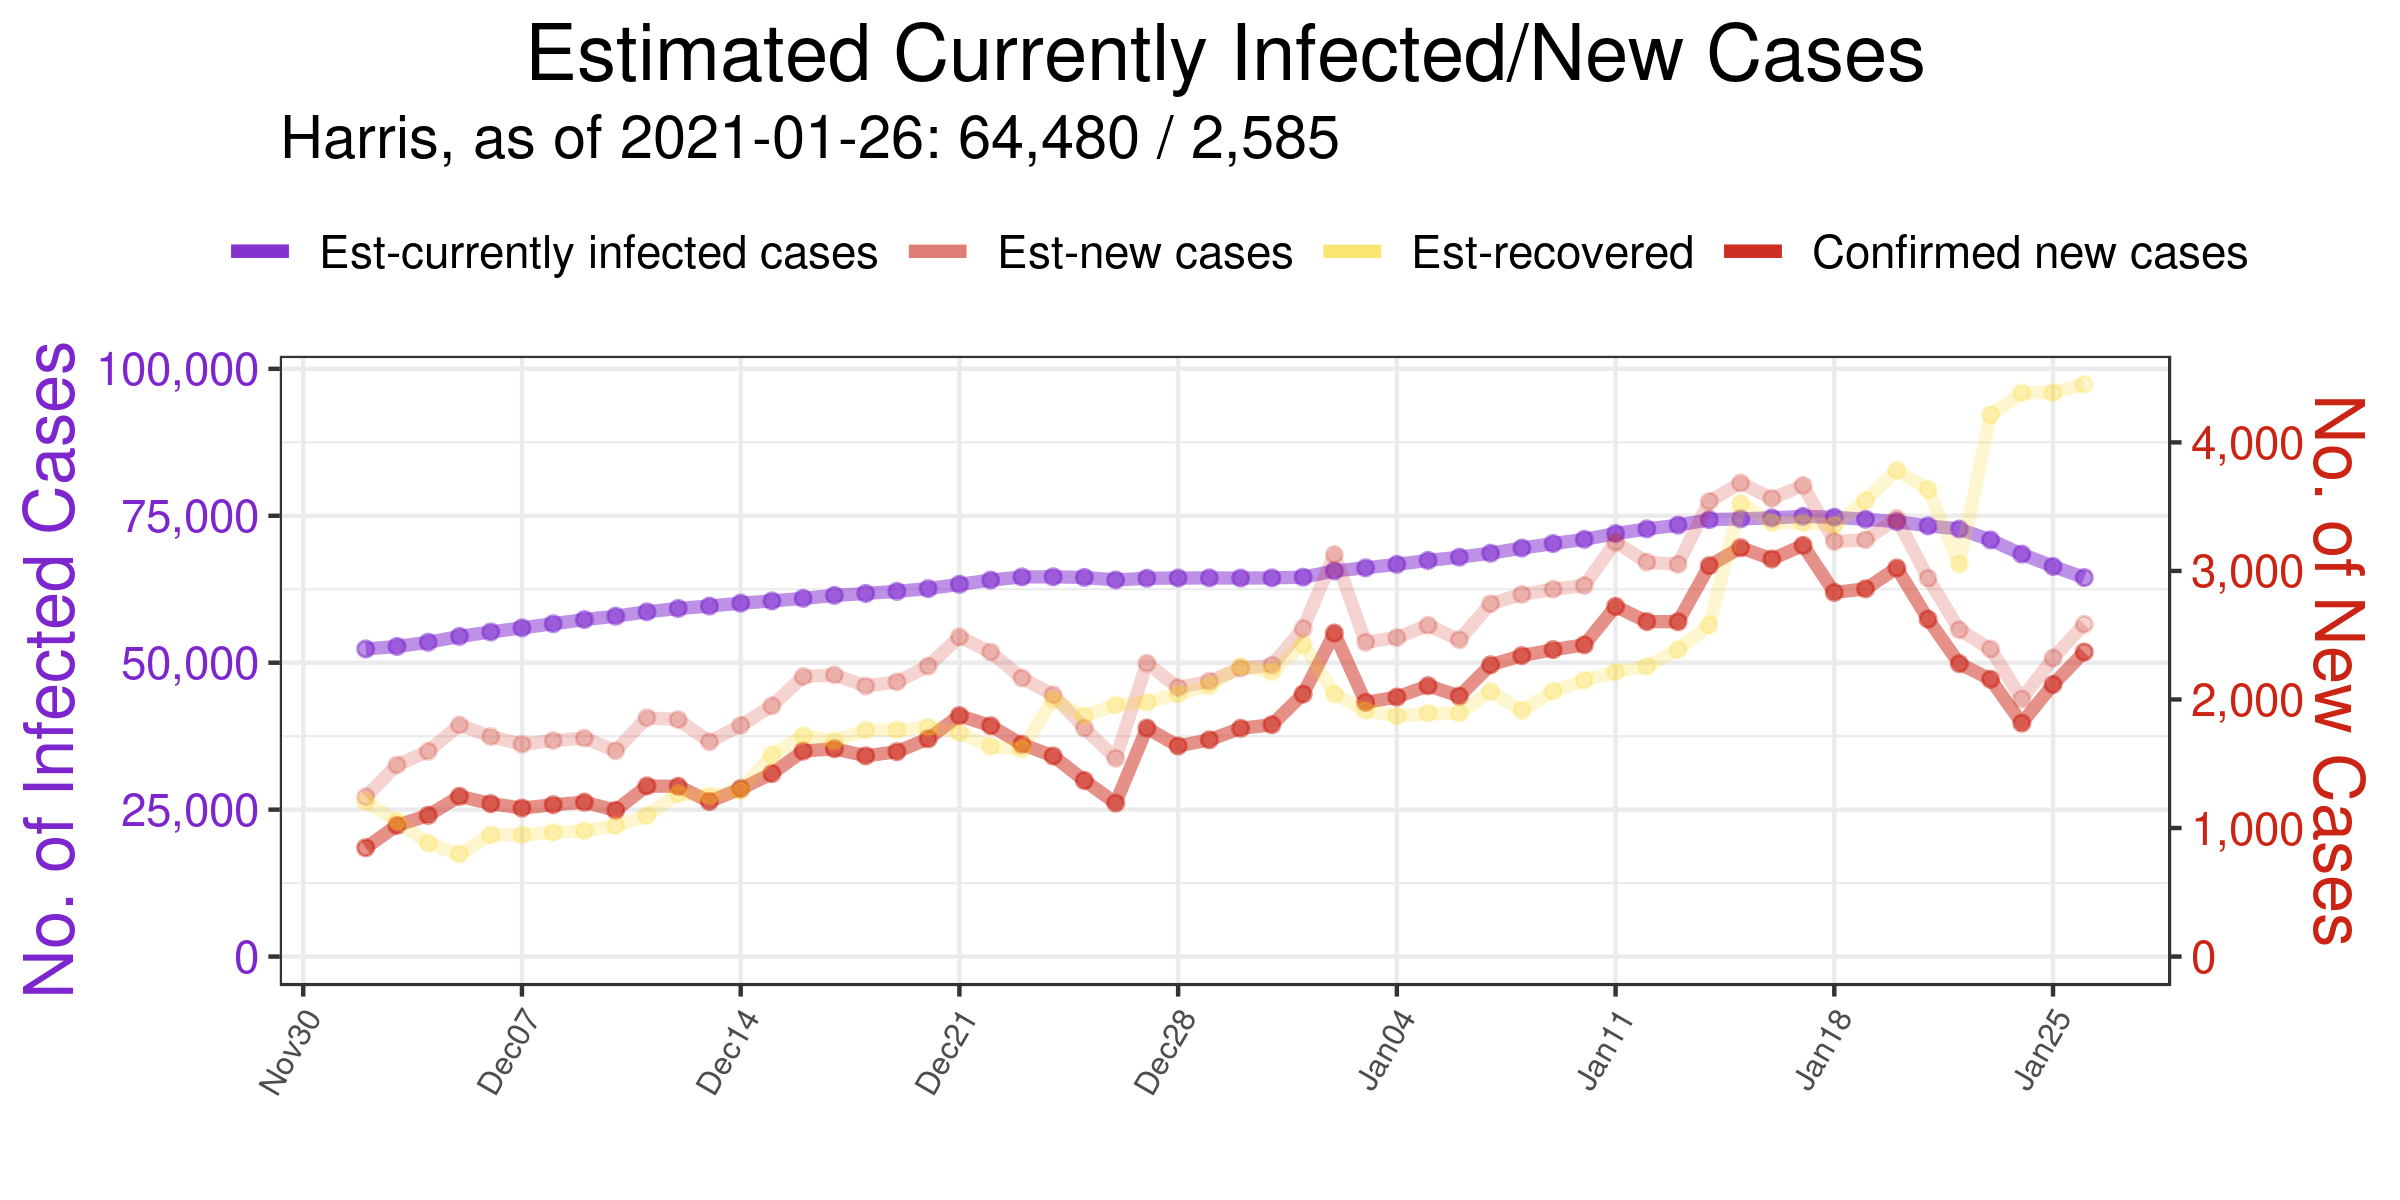 Estimated Currently Infected/New Cases
Harris, as of 2021-01-26: 64,480 / 2,585
Est-currently infected cases
Est-new cases
Est-recovered
Confirmed new cases
No. of Infected Cases
100,000
75,000
50,000
25,000
0
4,000
3,000
2,000
1,000
0
No. of New Cases
Nov30
Dec07
Dec14
Dec21
Dec28
Jan04
Jan11
Jan18
Jan25